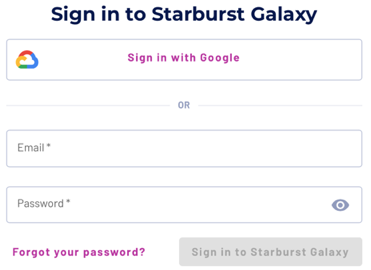 Sign in to Starburst Galaxy
Sign in with Google
OR
Email *
Password *
Forgot your password?
Sign in to Starburst Galaxy